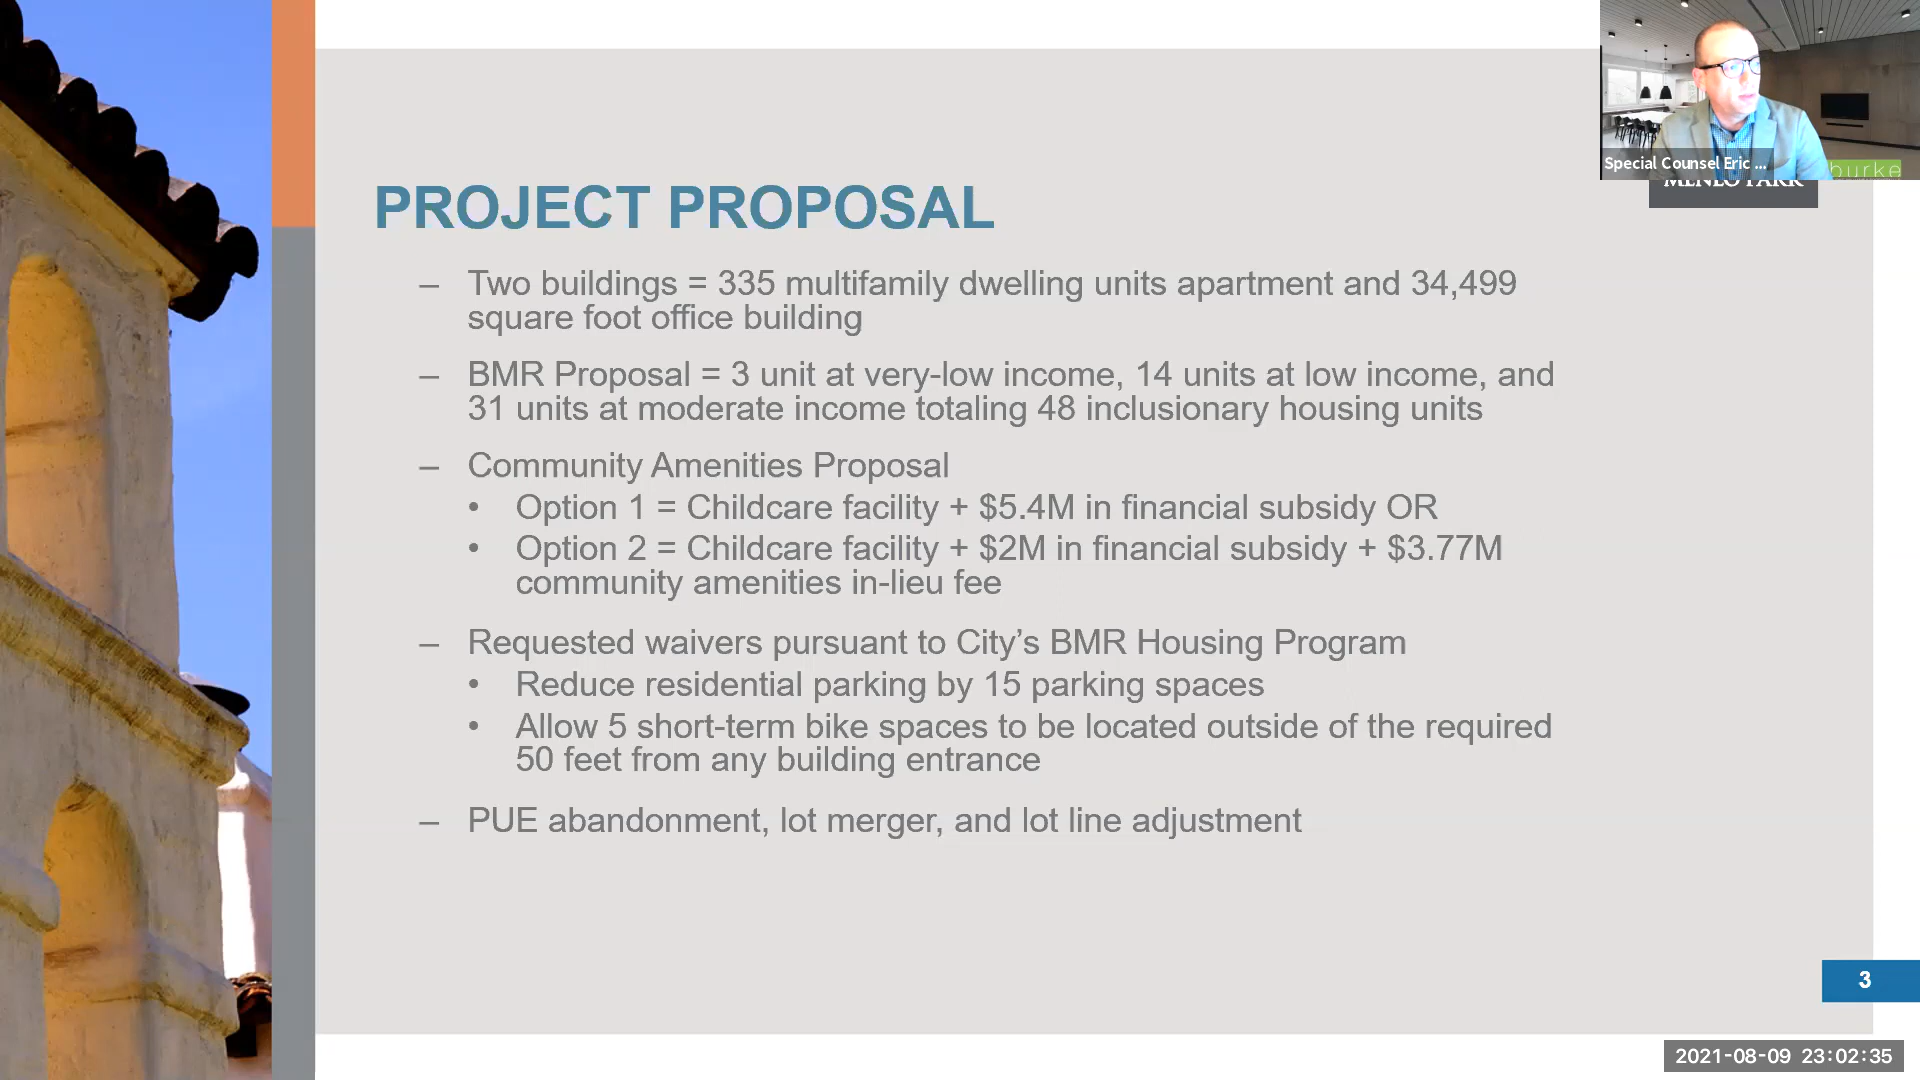 Special Counsel Eric ...
burke
MENLO PARK
PROJECT PROPOSAL
– Two buildings = 335 multifamily dwelling units apartment and 34,499
square foot office building
– BMR Proposal = 3 unit at very-low income, 14 units at low income, and
31 units at moderate income totaling 48 inclusionary housing units
– Community Amenities Proposal
• Option 1 = Childcare facility + $5.4M in financial subsidy OR
• Option 2 = Childcare facility + $2M in financial subsidy + $3.77M
community amenities in-lieu fee
– Requested waivers pursuant to City’s BMR Housing Program
• Reduce residential parking by 15 parking spaces
• Allow 5 short-term bike spaces to be located outside of the required
50 feet from any building entrance
– PUE abandonment, lot merger, and lot line adjustment
3
2021-08-09 23:02:35